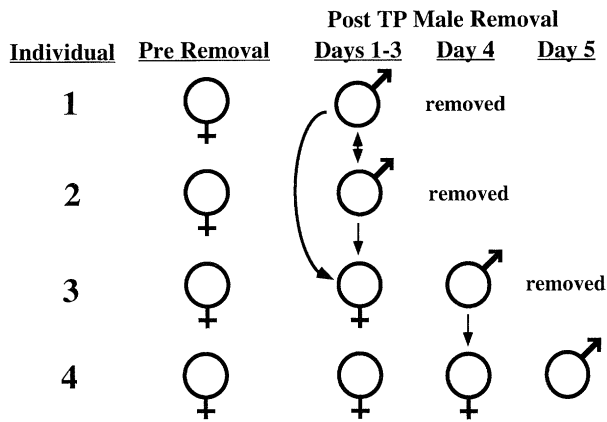 Post TP Male Removal
Individual Pre Removal Days 1-3 Day 4 Day 5
1 removed
2 removed
3 removed
4